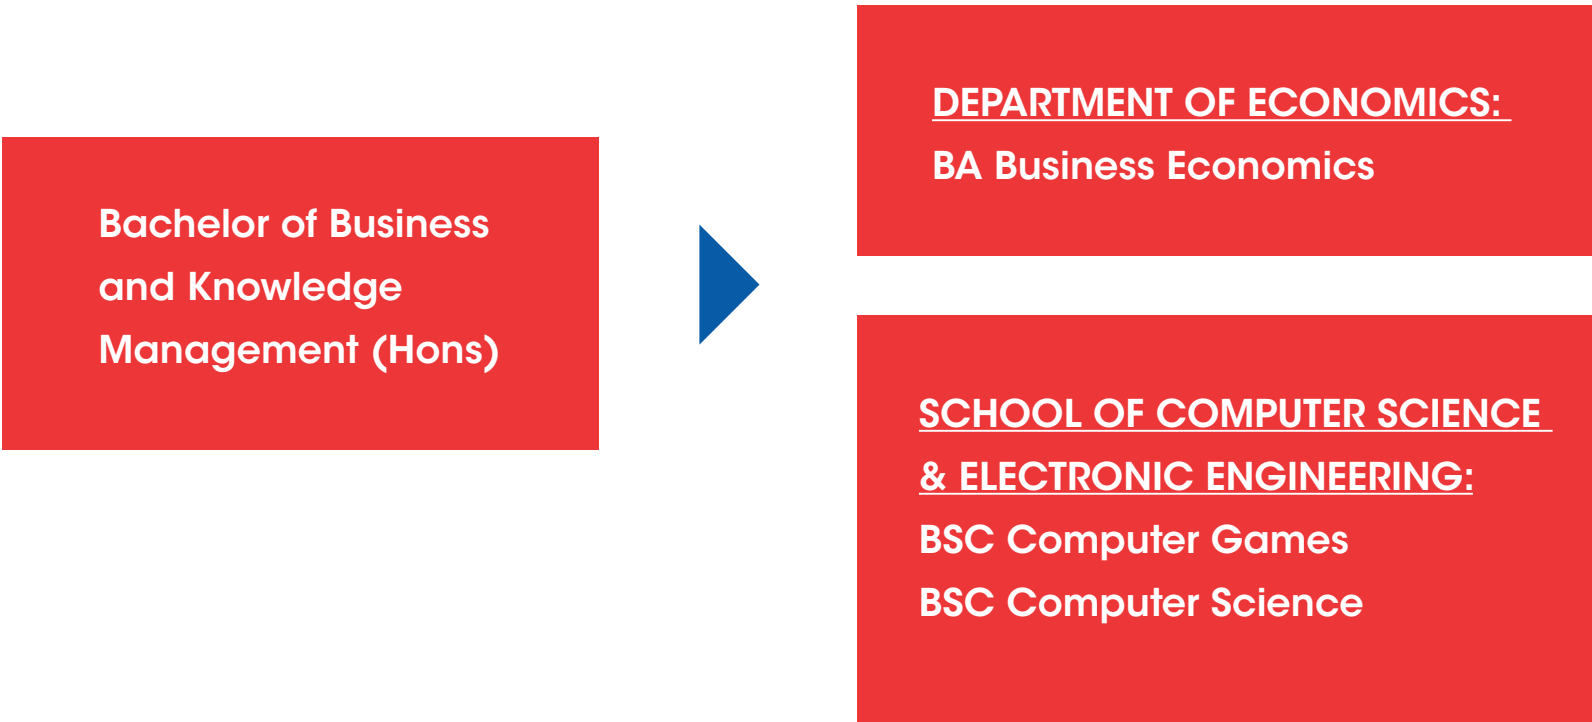 Bachelor of Business
and Knowledge
Management (Hons)
DEPARTMENT OF ECONOMICS:
BA Business Economics
SCHOOL OF COMPUTER SCIENCE
& ELECTRONIC ENGINEERING:
BSC Computer Games
BSC Computer Science